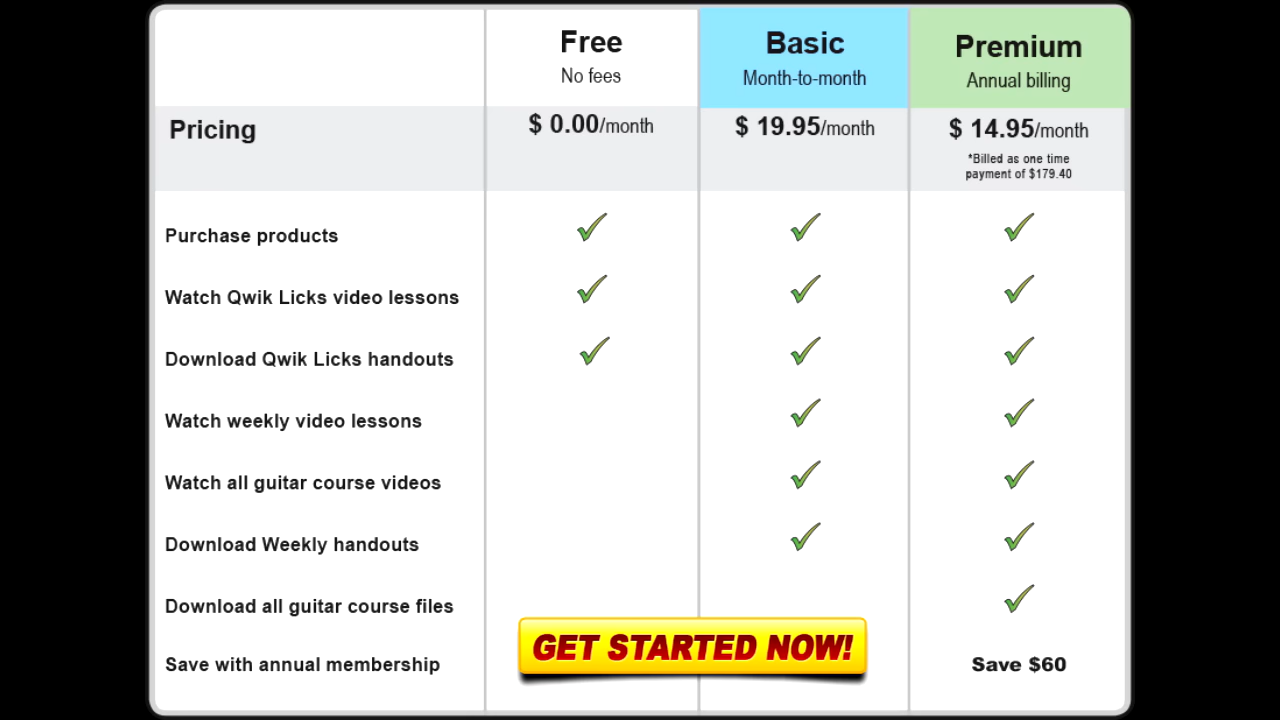 Free
No fees
Basic
Month-to-month
Premium
Annual billing
Pricing
$ 0.00/month
$ 19.95/month
$ 14.95/month
*Billed as one time
payment of $179.40
Purchase products
Watch Qwik Licks video lessons
Download Qwik Licks handouts
Watch weekly video lessons
Watch all guitar course videos
Download Weekly handouts
Download all guitar course files
GET STARTED NOW!
Save with annual membership
Save $60